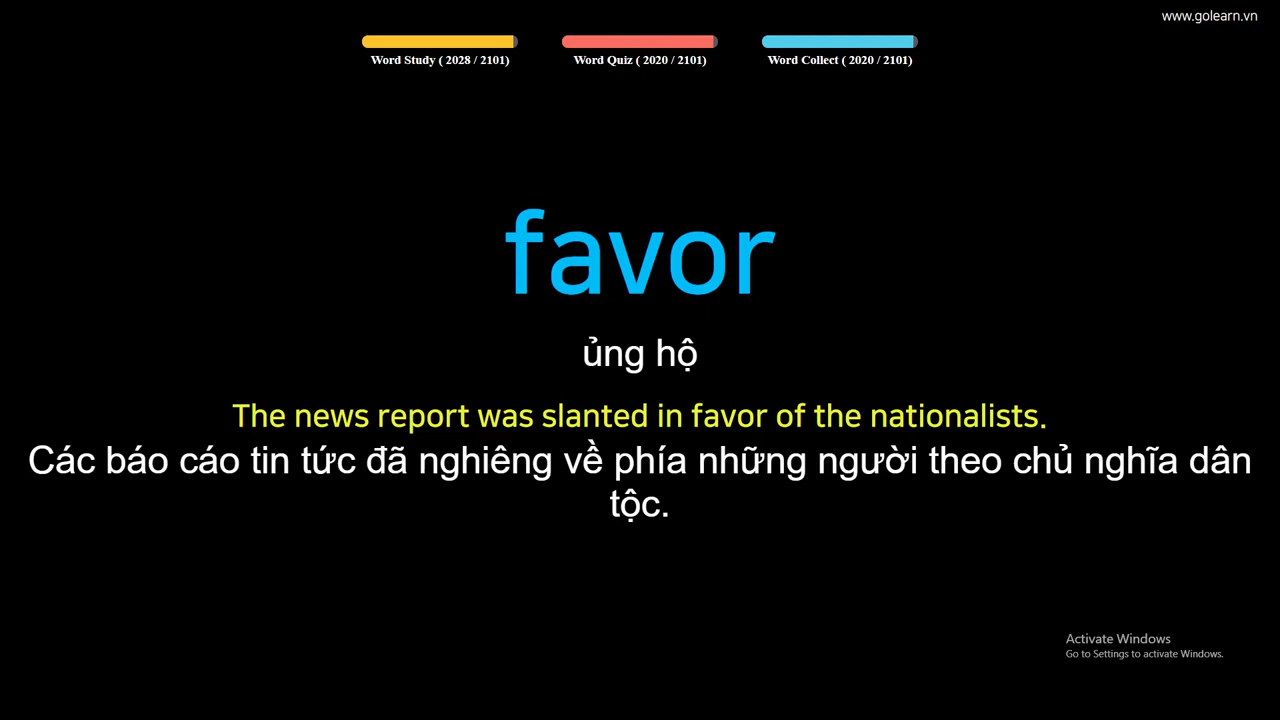 www.golearn.vn
Word Study ( 2028 / 2101)
Word Quiz ( 2020 / 2101)
Word Collect ( 2020 / 2101)
favor
ủng hộ
The news report was slanted in favor of the nationalists.
Các báo cáo tin tức đã nghiêng về phía những người theo chủ nghĩa dân
tộc.
Activate Windows
Go to Settings to activate Windows.